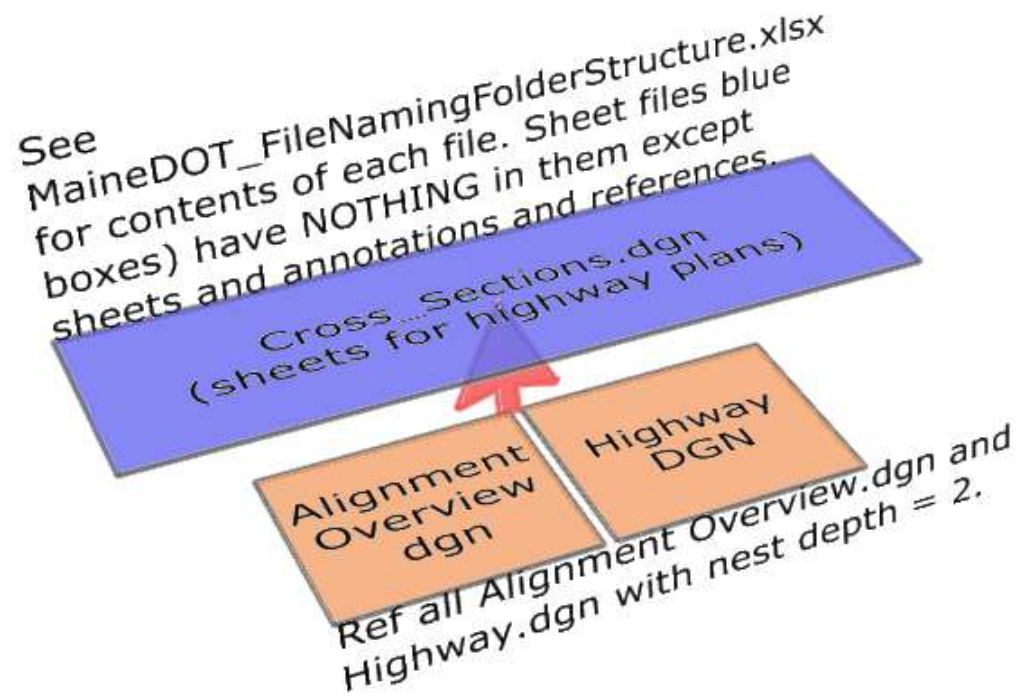 See
MaineDOT_FileNamingFolderStructure.xlsx
for contents of each file. Sheet files blue
boxes) have NOTHING in them except
sheets and annotations and references.
Cross_Sections.dgn
(sheets for highway plans)
Alignment
Overview
dgn
Highway
DGN
Ref all Alignment Overview.dgn and
Highway.dgn with nest depth = 2.